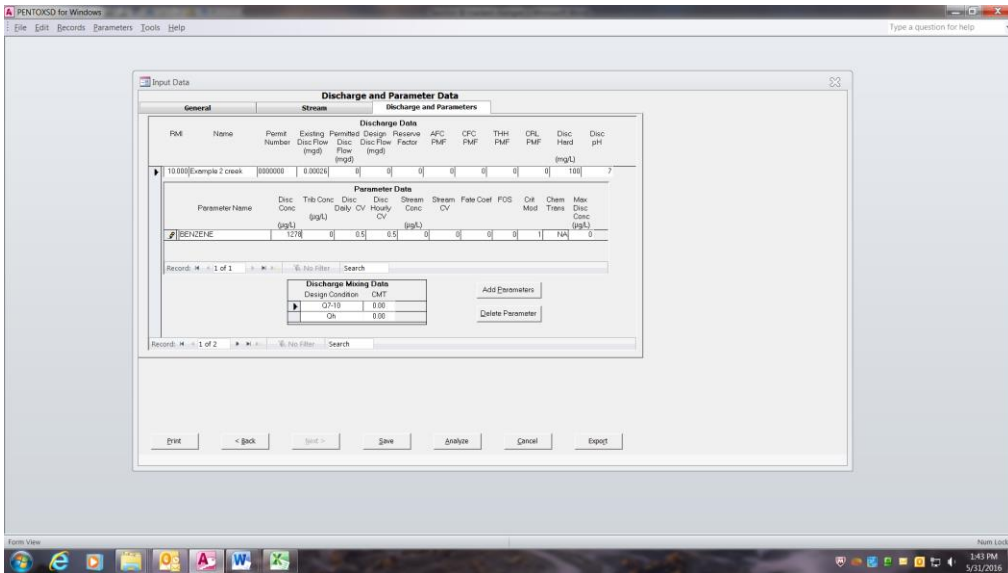 PENTOXSD for Windows
File Edit Records Parameters Tools Help
Type a question for help
Input Data
Discharge and Parameter Data
General Stream Discharge and Parameters
Discharge Data
RMI Name Permit Number Existing Disc Flow (mgd) Permitted Disc Flow (mgd) Design Disc Flow (mgd) Reserve Factor AFC PMF CFC PMF THH PMF CRL PMF Disc Hard (mg/L) Disc pH
10.000 Example 2 creek 0000000 0.00026 0 0 0 0 0 0 0 100 7
Parameter Data
Parameter Name Disc Conc (µg/L) Trib Conc (µg/L) Disc Daily CV Disc Hourly CV Stream Conc (µg/L) Stream CV Fate Coef FOS Crit Mod Chem Trans Max Disc Conc (µg/L)
BENZENE 1278 0 0.5 0.5 0 0 0 0 1 NA 0
Record: 1 of 1 No Filter Search
Discharge Mixing Data
Design Condition CMT
Q7-10 0.00
Qh 0.00
Add Parameters
Delete Parameter
Record: 1 of 2 No Filter Search
Print < Back Next > Save Analyze Cancel Export
Form View Num Lock
1:43 PM
5/31/2016